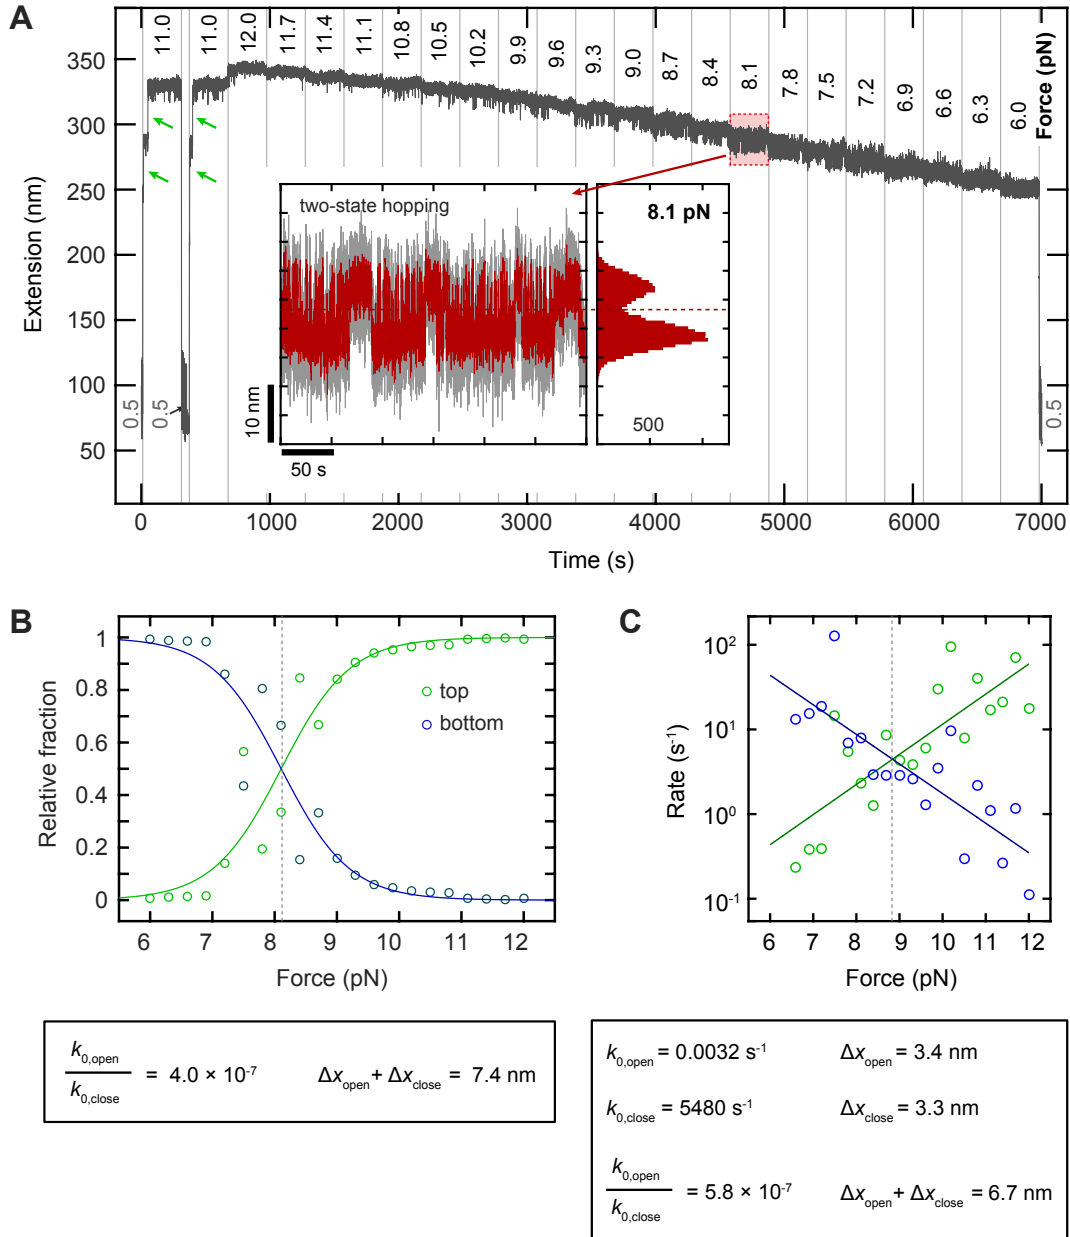 A
11.0
11.0
12.0
11.7
11.4
11.1
10.8
10.5
10.2
9.9
9.6
9.3
9.0
8.7
8.4
8.1
7.8
7.5
7.2
6.9
6.6
6.3
6.0
Force (pN)
350
300
250
200
150
100
50
Extension (nm)
0.5
0.5
0.5
two-state hopping
8.1 pN
500
10 nm
50 s
0 1000 2000 3000 4000 5000 6000 7000
Time (s)
B
1
0.8
0.6
0.4
0.2
0
Relative fraction
top
bottom
6 7 8 9 10 11 12
Force (pN)
C
10²
10¹
10⁰
10⁻¹
Rate (s⁻¹)
6 7 8 9 10 11 12
Force (pN)
k0,open
k0,close
= 4.0 × 10⁻⁷ Δxopen + Δxclose = 7.4 nm
k0,open = 0.0032 s⁻¹ Δxopen = 3.4 nm
k0,close = 5480 s⁻¹ Δxclose = 3.3 nm
k0,open
k0,close
= 5.8 × 10⁻⁷ Δxopen + Δxclose = 6.7 nm